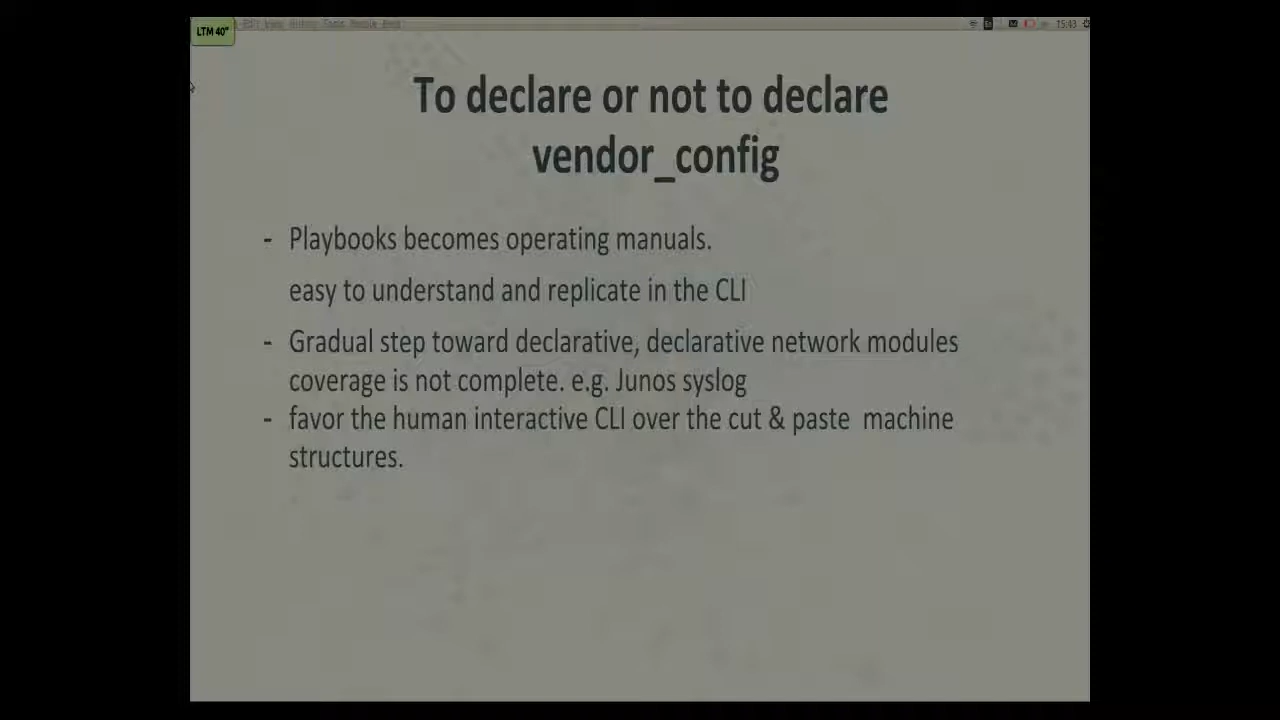 LTM 40"
15:43
To declare or not to declare
vendor_config
- Playbooks becomes operating manuals.
easy to understand and replicate in the CLI
- Gradual step toward declarative, declarative network modules
coverage is not complete. e.g. Junos syslog
- favor the human interactive CLI over the cut & paste machine
structures.